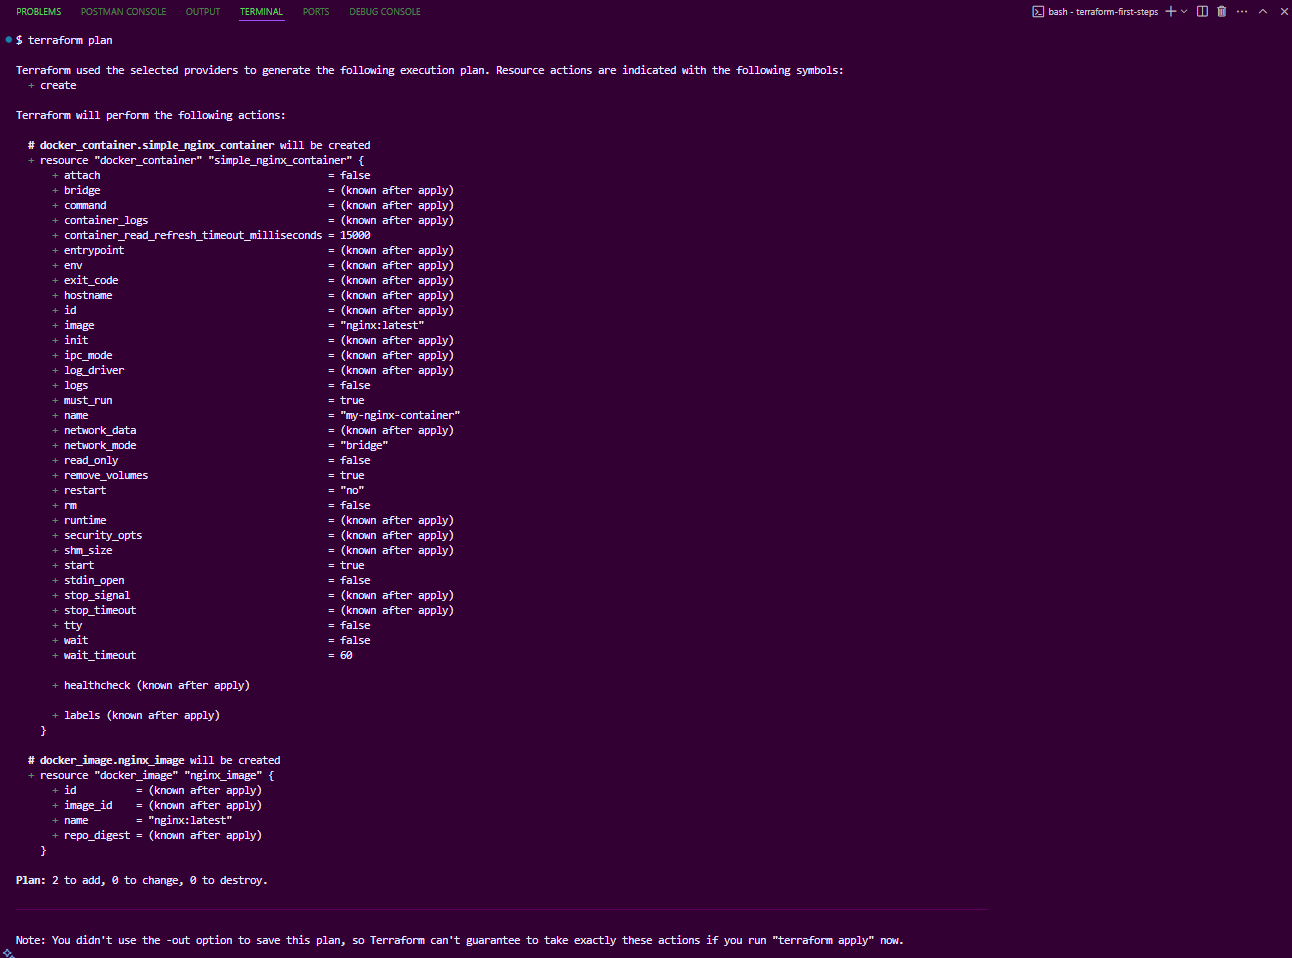 PROBLEMS POSTMAN CONSOLE OUTPUT TERMINAL PORTS DEBUG CONSOLE bash - terraform-first-steps
$ terraform plan
Terraform used the selected providers to generate the following execution plan. Resource actions are indicated with the following symbols:
+ create
Terraform will perform the following actions:
# docker_container.simple_nginx_container will be created
+ resource "docker_container" "simple_nginx_container" {
+ attach = false
+ bridge = (known after apply)
+ command = (known after apply)
+ container_logs = (known after apply)
+ container_read_refresh_timeout_milliseconds = 15000
+ entrypoint = (known after apply)
+ env = (known after apply)
+ exit_code = (known after apply)
+ hostname = (known after apply)
+ id = (known after apply)
+ image = "nginx:latest"
+ init = (known after apply)
+ ipc_mode = (known after apply)
+ log_driver = (known after apply)
+ logs = false
+ must_run = true
+ name = "my-nginx-container"
+ network_data = (known after apply)
+ network_mode = "bridge"
+ read_only = false
+ remove_volumes = true
+ restart = "no"
+ rm = false
+ runtime = (known after apply)
+ security_opts = (known after apply)
+ shm_size = (known after apply)
+ start = true
+ stdin_open = false
+ stop_signal = (known after apply)
+ stop_timeout = (known after apply)
+ tty = false
+ wait = false
+ wait_timeout = 60
+ healthcheck (known after apply)
+ labels (known after apply)
}
# docker_image.nginx_image will be created
+ resource "docker_image" "nginx_image" {
+ id = (known after apply)
+ image_id = (known after apply)
+ name = "nginx:latest"
+ repo_digest = (known after apply)
}
Plan: 2 to add, 0 to change, 0 to destroy.
Note: You didn't use the -out option to save this plan, so Terraform can't guarantee to take exactly these actions if you run "terraform apply" now.